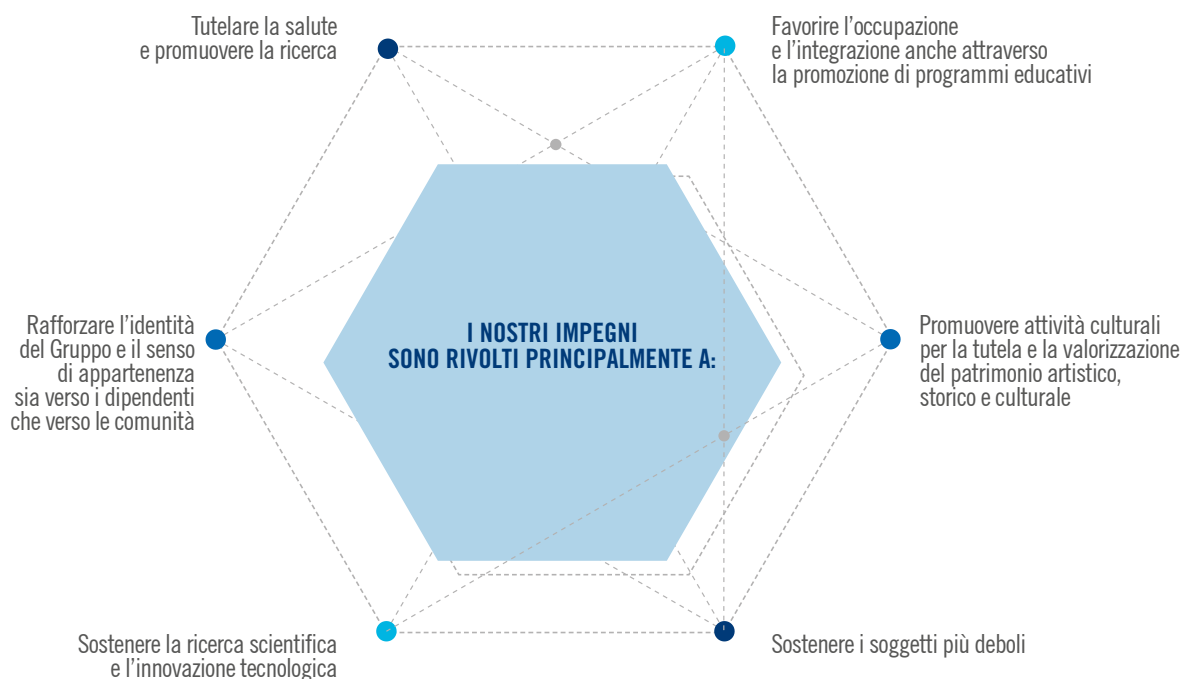 Tutelare la salute
e promuovere la ricerca
Favorire l'occupazione
e l'integrazione anche attraverso
la promozione di programmi educativi
Rafforzare l'identità
del Gruppo e il senso
di appartenenza
sia verso i dipendenti
che verso le comunità
I NOSTRI IMPEGNI
SONO RIVOLTI PRINCIPALMENTE A:
Promuovere attività culturali
per la tutela e la valorizzazione
del patrimonio artistico,
storico e culturale
Sostenere la ricerca scientifica
e l'innovazione tecnologica
Sostenere i soggetti più deboli